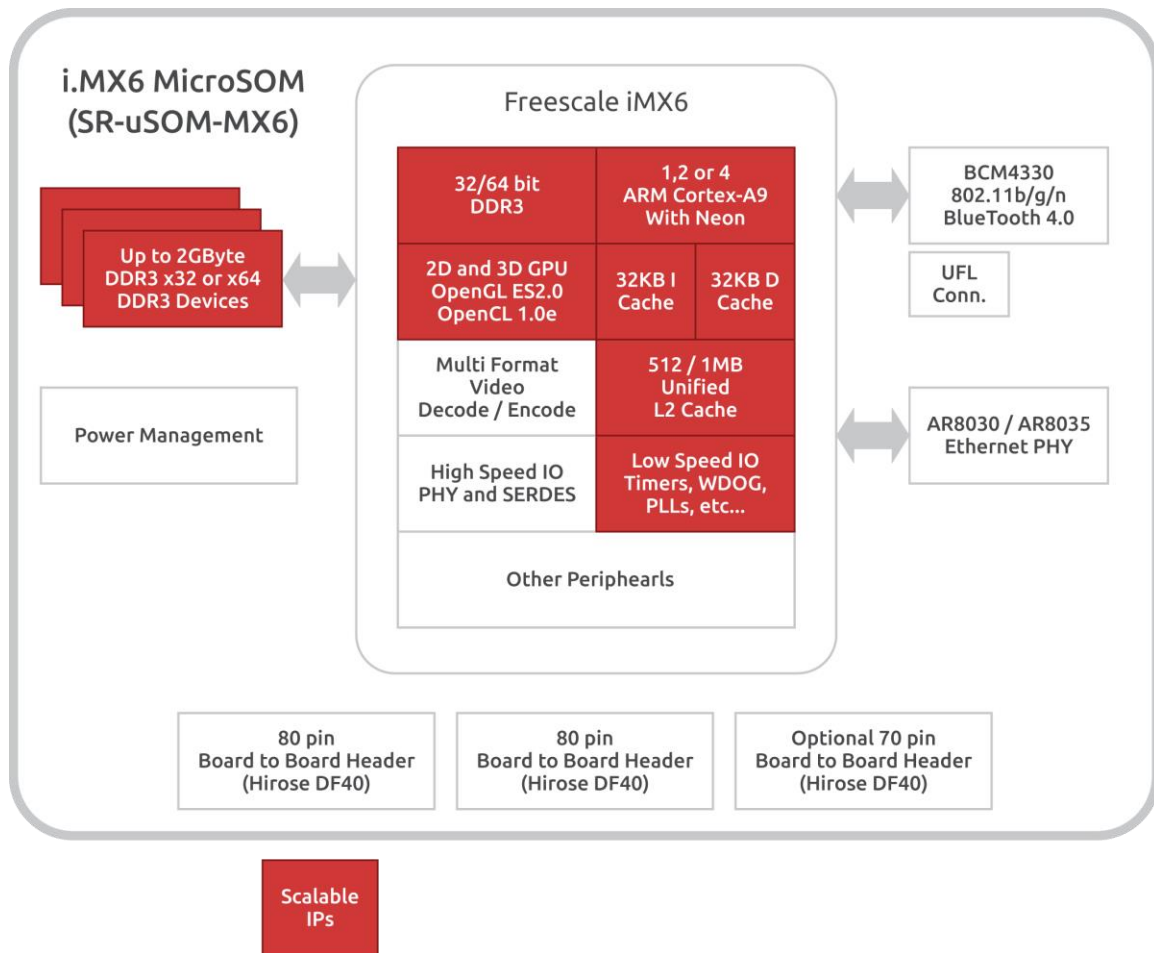 i.MX6 MicroSOM
(SR-uSOM-MX6)
Freescale iMX6
32/64 bit
DDR3
1,2 or 4
ARM Cortex-A9
With Neon
BCM4330
802.11b/g/n
BlueTooth 4.0
Up to 2GByte
DDR3 x32 or x64
DDR3 Devices
2D and 3D GPU
OpenGL ES2.0
OpenCL 1.0e
32KB I
Cache
32KB D
Cache
UFL
Conn.
Multi Format
Video
Decode / Encode
512 / 1MB
Unified
L2 Cache
Power Management
AR8030 / AR8035
Ethernet PHY
High Speed IO
PHY and SERDES
Low Speed IO
Timers, WDOG,
PLLs, etc...
Other Periphearls
80 pin
Board to Board Header
(Hirose DF40)
80 pin
Board to Board Header
(Hirose DF40)
Optional 70 pin
Board to Board Header
(Hirose DF40)
Scalable
IPs